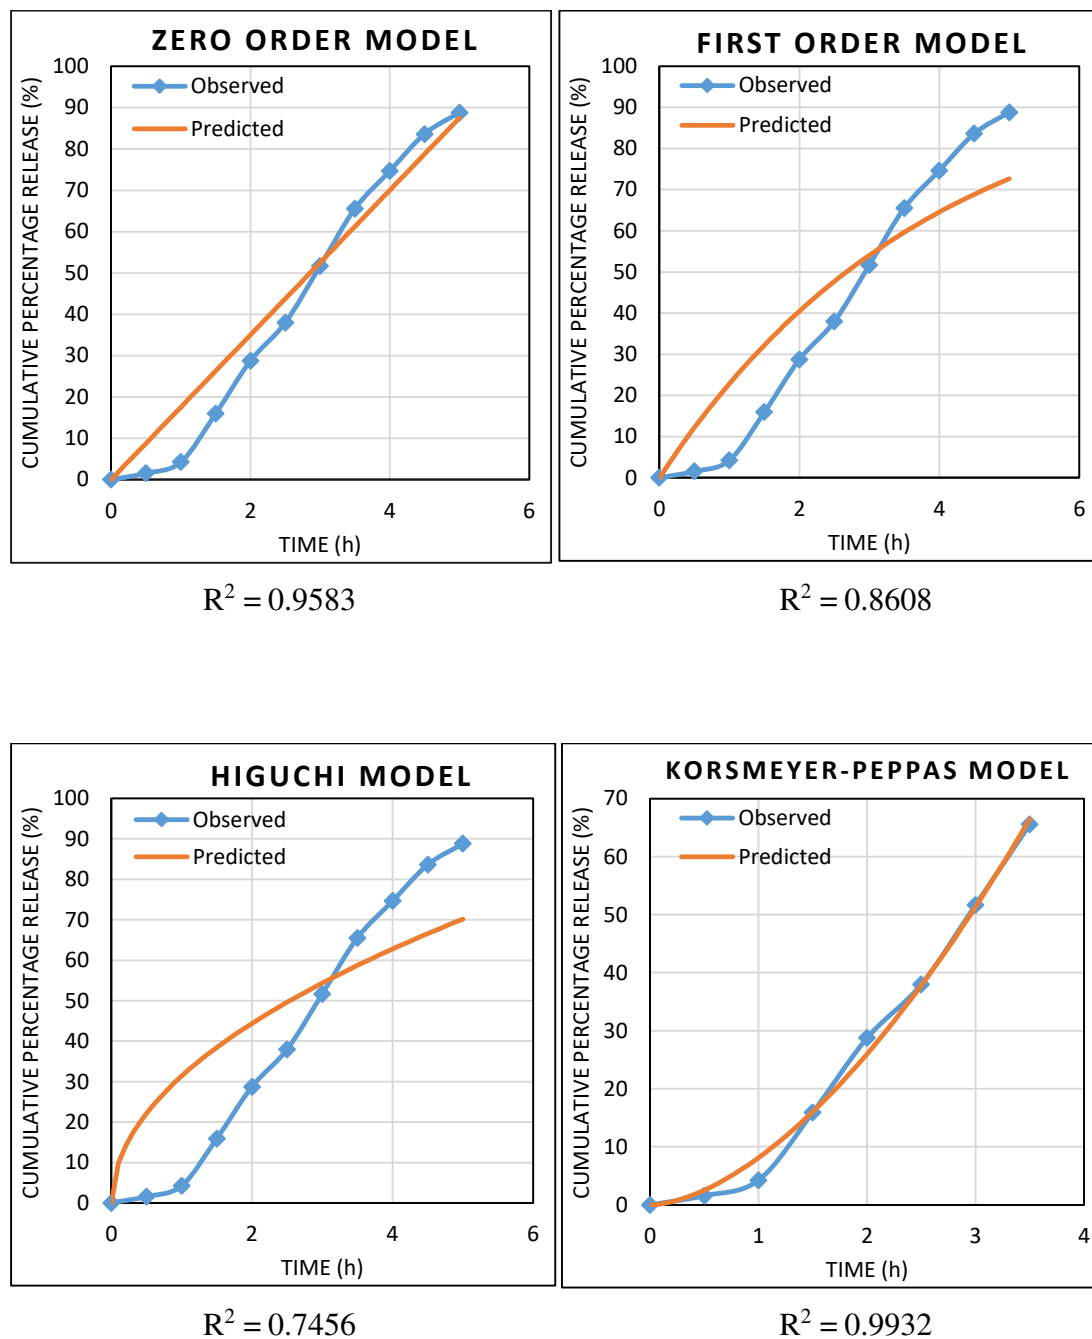 ZERO ORDER MODEL
CUMULATIVE PERCENTAGE RELEASE (%)
100
90
80
70
60
50
40
30
20
10
0
Observed
Predicted
0 2 4 6
TIME (h)
R² = 0.9583
FIRST ORDER MODEL
CUMULATIVE PERCENTAGE RELEASE (%)
100
90
80
70
60
50
40
30
20
10
0
Observed
Predicted
0 2 4 6
TIME (h)
R² = 0.8608
HIGUCHI MODEL
CUMULATIVE PERCENTAGE RELEASE (%)
100
90
80
70
60
50
40
30
20
10
0
Observed
Predicted
0 2 4 6
TIME (h)
R² = 0.7456
KORSMEYER-PEPPAS MODEL
CUMULATIVE PERCENTAGE RELEASE (%)
70
60
50
40
30
20
10
0
Observed
Predicted
0 1 2 3 4
TIME (h)
R² = 0.9932